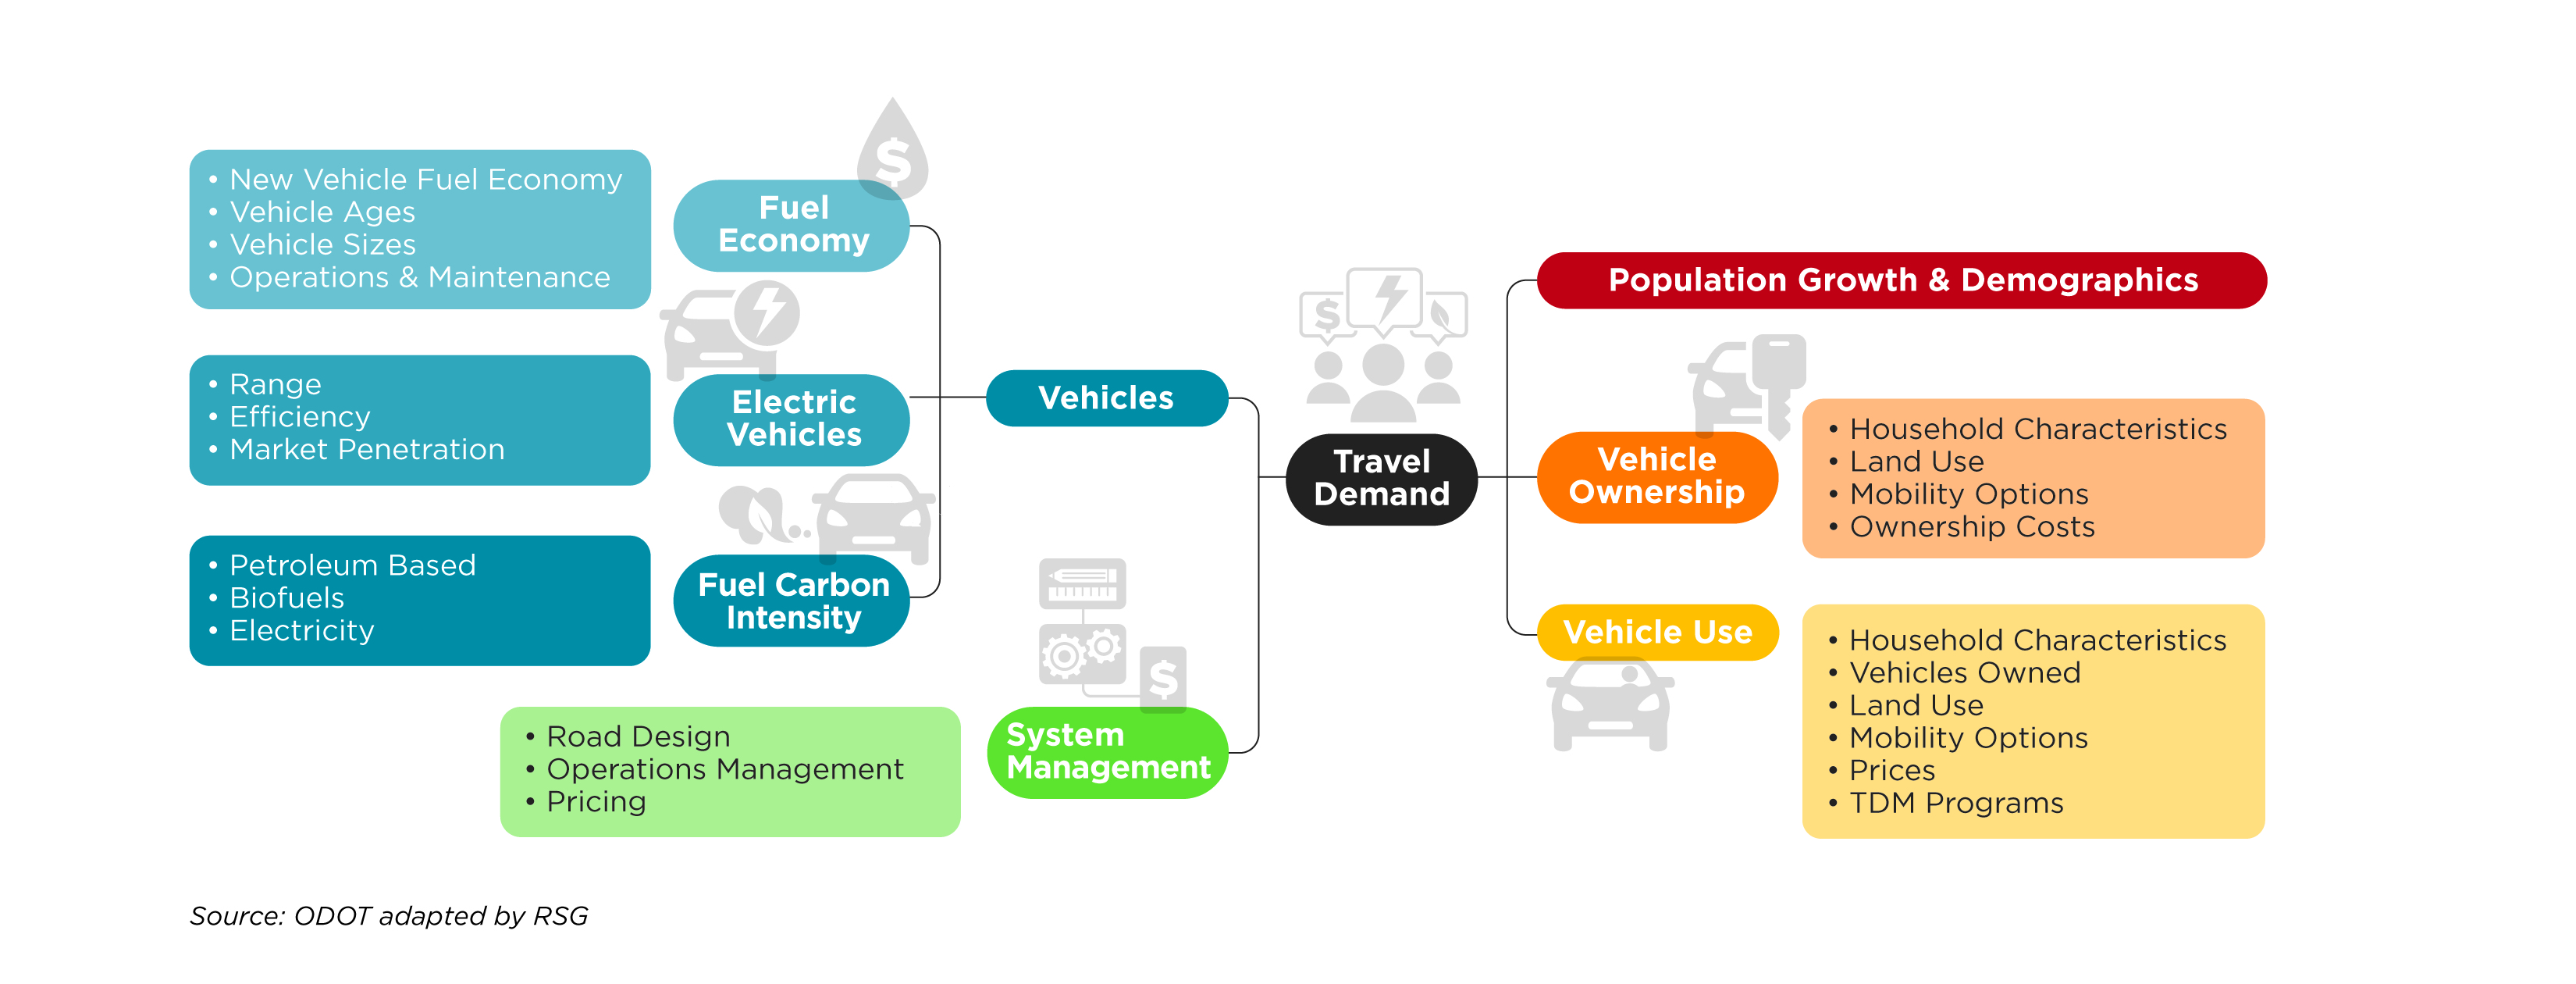 • New Vehicle Fuel Economy
• Vehicle Ages
• Vehicle Sizes
• Operations & Maintenance
$
Fuel
Economy
• Range
• Efficiency
• Market Penetration
Electric
Vehicles
• Petroleum Based
• Biofuels
• Electricity
Fuel Carbon
Intensity
Vehicles
• Road Design
• Operations Management
• Pricing
$
System
Management
$
Travel
Demand
Population Growth & Demographics
Vehicle
Ownership
• Household Characteristics
• Land Use
• Mobility Options
• Ownership Costs
Vehicle Use
• Household Characteristics
• Vehicles Owned
• Land Use
• Mobility Options
• Prices
• TDM Programs
Source: ODOT adapted by RSG